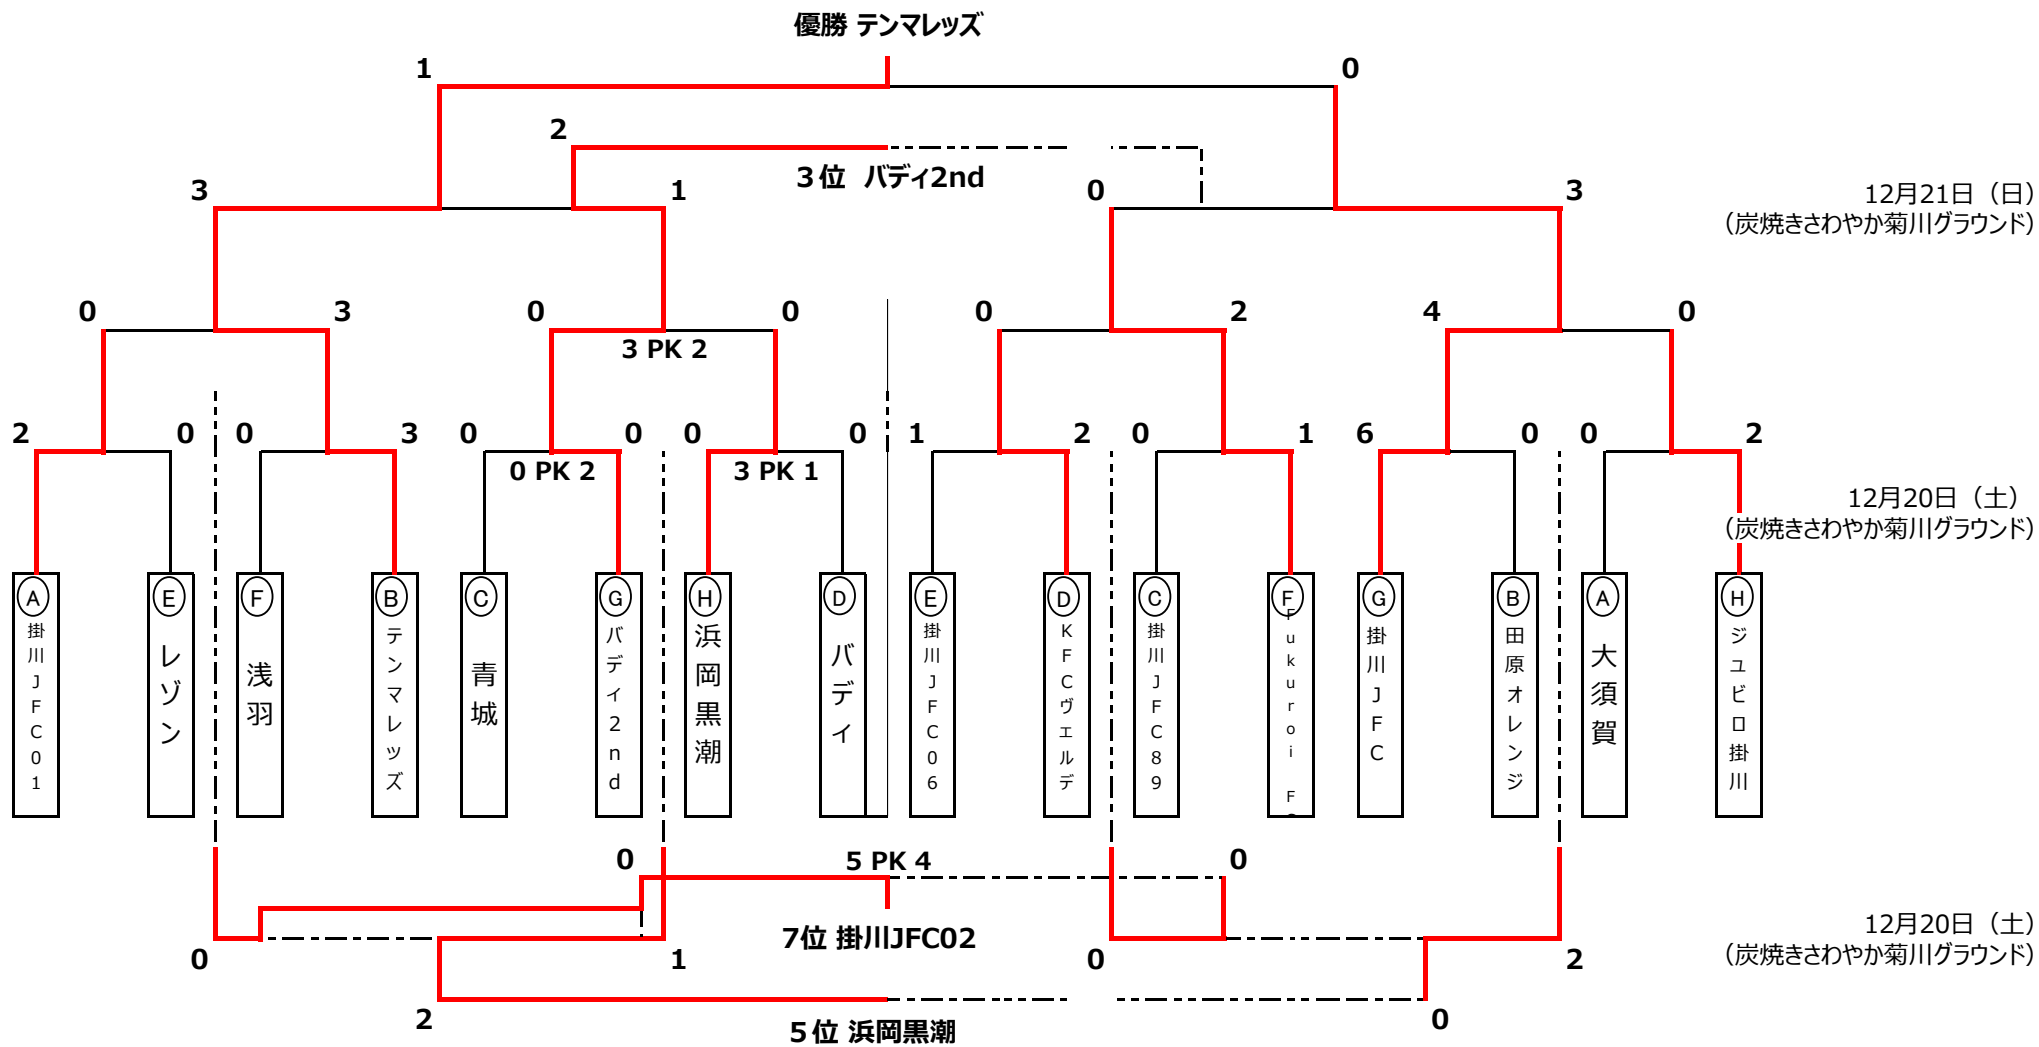 優勝 テンマレッズ
1 0
2
3位 バディ2nd
3 1 0 3
12月21日（日）
（炭焼きさわやか菊川グラウンド）
0 3 0 0 0 2 4 0
3 PK 2
2 0 0 3 0 0 0 0 1 2 0 1 6 0 0 2
0 PK 2 3 PK 1
12月20日（土）
（炭焼きさわやか菊川グラウンド）
A 掛川JFC01
E レゾン
F 浅羽
B テンマレッズ
C 青城
G バディ2nd
H 浜岡黒潮
D バディ
E 掛川JFC06
D KFCヴェルデ
C 掛川JFC89
F Fukuroi F
G 掛川JFC
B 田原オレンジ
A 大須賀
H ジュビロ掛川
0 5 PK 4 0
7位 掛川JFC02
12月20日（土）
（炭焼きさわやか菊川グラウンド）
0 1 0 2
2 0
5位 浜岡黒潮